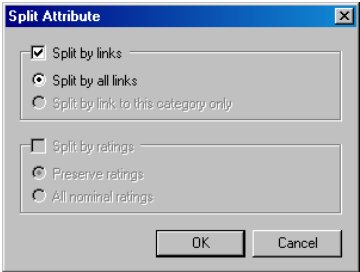 Split Attribute
Split by links
Split by all links
Split by link to this category only
Split by ratings
Preserve ratings
All nominal ratings
OK Cancel